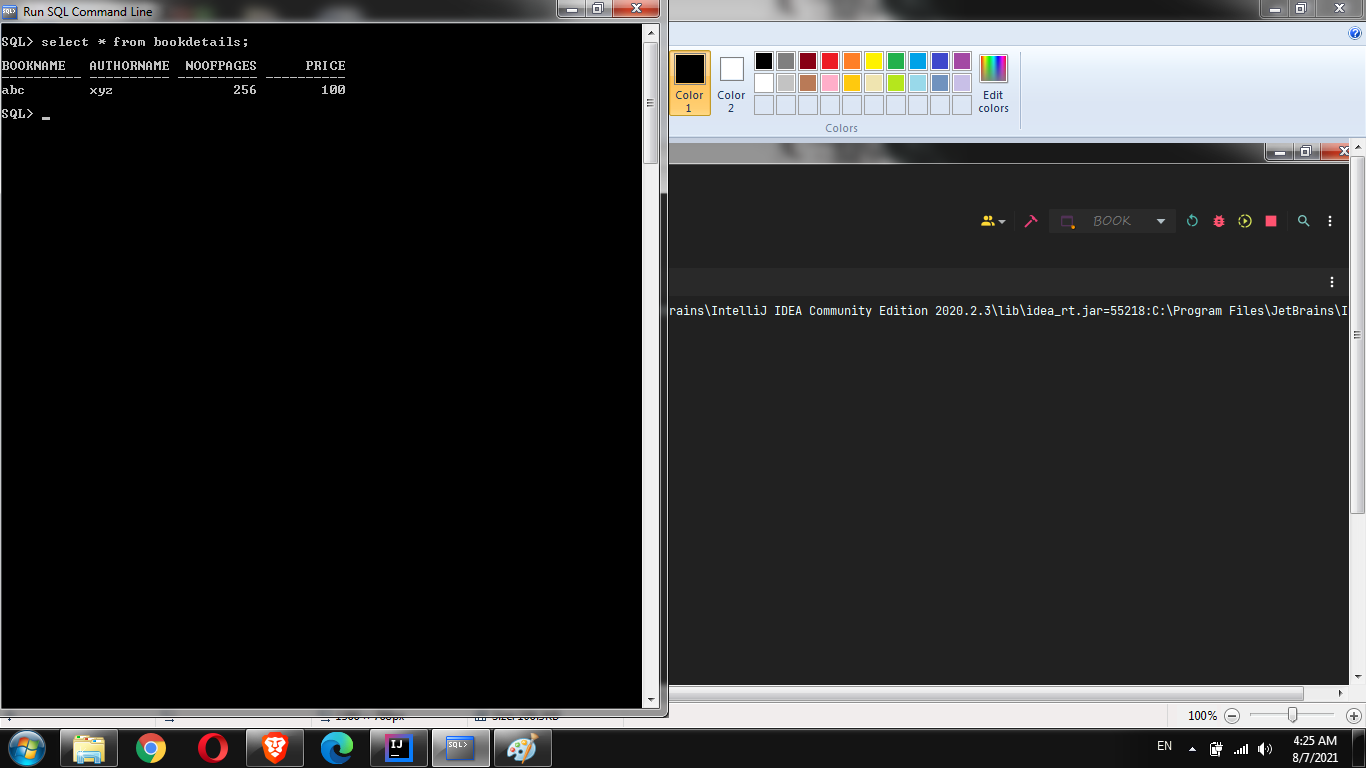 Run SQL Command Line
SQL> select * from bookdetails;
BOOKNAME AUTHORNAME NOOFPAGES PRICE
---------- ---------- ---------- ----------
abc xyz 256 100
SQL> _
Color 1
Color 2
Edit colors
Colors
BOOK
rains\IntelliJ IDEA Community Edition 2020.2.3\lib\idea_rt.jar=55218:C:\Program Files\JetBrains\I
100%
IJ
SQL>
EN
4:25 AM
8/7/2021